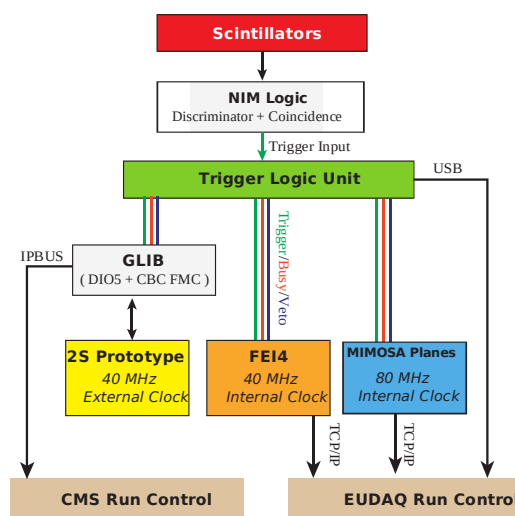 Scintillators
NIM Logic
Discriminator + Coincidence
Trigger Input
Trigger Logic Unit
USB
IPBUS
GLIB
( DIO5 + CBC FMC )
Trigger/Busy/Veto
2S Prototype
40 MHz
External Clock
FEI4
40 MHz
Internal Clock
MIMOSA Planes
80 MHz
Internal Clock
TCP/IP
TCP/IP
CMS Run Control
EUDAQ Run Control